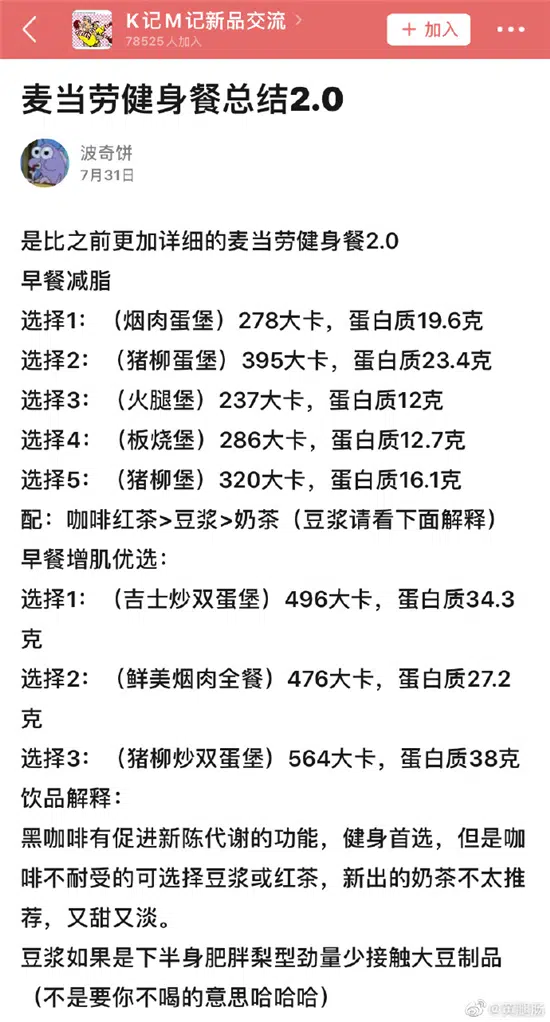 K记M记新品交流
78525人加入
+ 加入
麦当劳健身餐总结2.0
波奇饼
7月31日
是比之前更加详细的麦当劳健身餐2.0
早餐减脂
选择1：（烟肉蛋堡）278大卡，蛋白质19.6克
选择2：（猪柳蛋堡）395大卡，蛋白质23.4克
选择3：（火腿堡）237大卡，蛋白质12克
选择4：（板烧堡）286大卡，蛋白质12.7克
选择5：（猪柳堡）320大卡，蛋白质16.1克
配：咖啡红茶>豆浆>奶茶（豆浆请看下面解释）
早餐增肌优选：
选择1：（吉士炒双蛋堡）496大卡，蛋白质34.3
克
选择2：（鲜美烟肉全餐）476大卡，蛋白质27.2
克
选择3：（猪柳炒双蛋堡）564大卡，蛋白质38克
饮品解释：
黑咖啡有促进新陈代谢的功能，健身首选，但是咖
啡不耐受的可选择豆浆或红茶，新出的奶茶不太推
荐，又甜又淡。
豆浆如果是下半身肥胖梨型劲量少接触大豆制品
（不是要你不喝的意思哈哈哈）